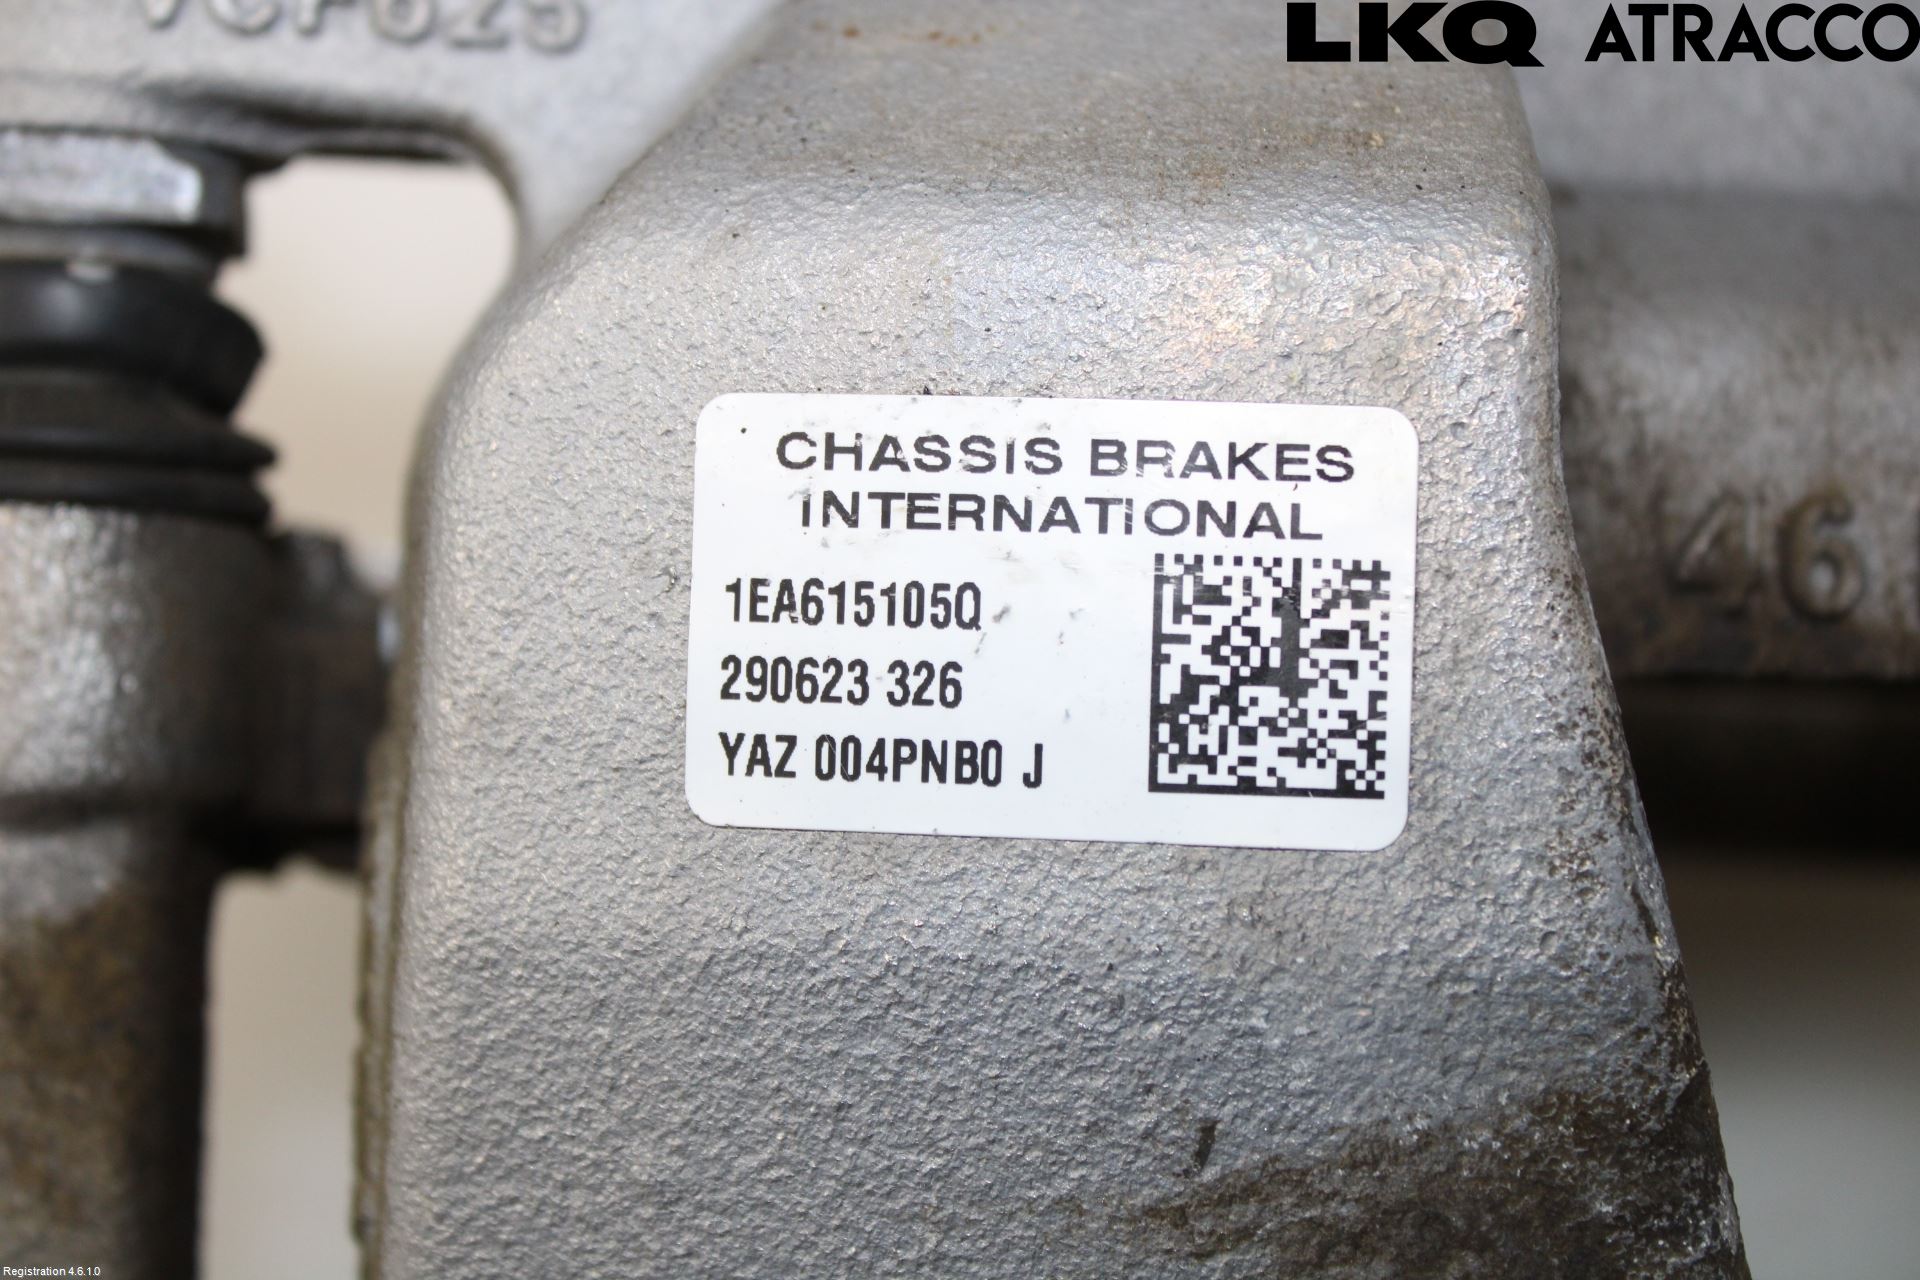 LKQ ATRACCO
CHASSIS BRAKES
INTERNATIONAL
1EA615105Q
290623 326
YAZ 004PNB0 J
46
Registration 4.6.1.0